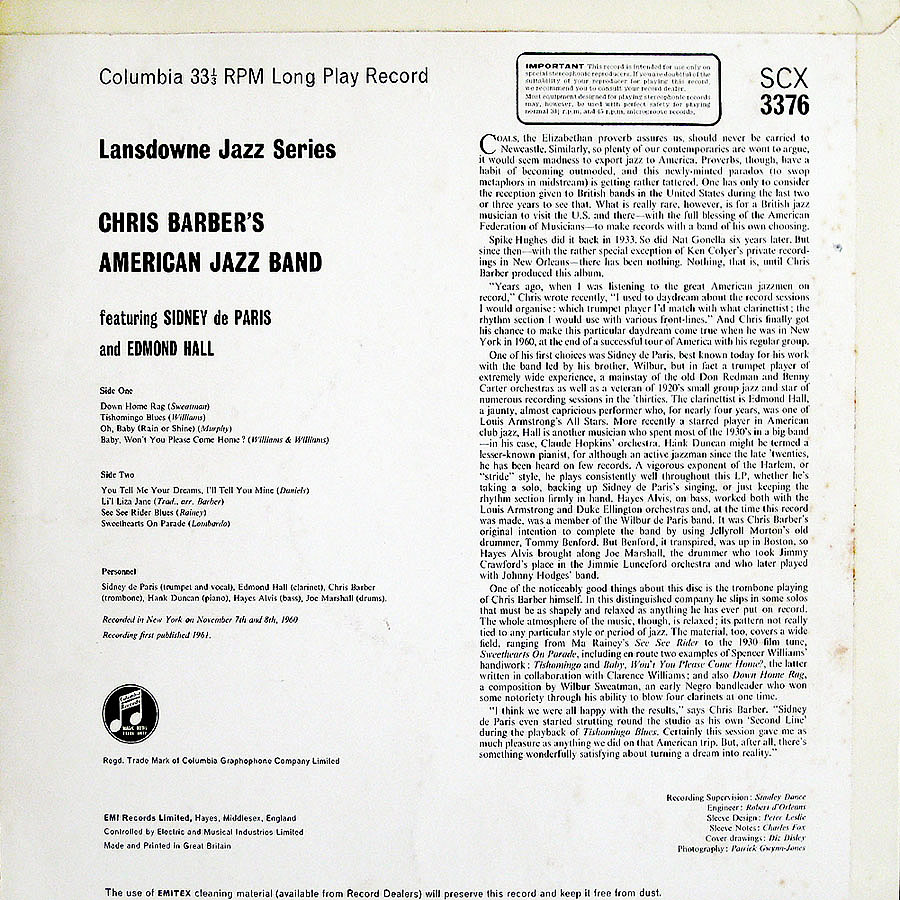 Columbia 33⅓ RPM Long Play Record
IMPORTANT This record is intended for use only on
special stereophonic reproducers. If you are doubtful of the
suitability of your reproducer for playing this record,
we recommend you to consult your record dealer.
Most equipment designed for playing stereophonic records
may, however, be used with perfect safety for playing
normal 33⅓ r.p.m. and 45 r.p.m. microgroove records.
SCX
3376
Lansdowne Jazz Series
CHRIS BARBER'S
AMERICAN JAZZ BAND
featuring SIDNEY de PARIS
and EDMOND HALL
Side One
Down Home Rag (Sweatman)
Tishomingo Blues (Williams)
Oh, Baby (Rain or Shine) (Murphy)
Baby, Won't You Please Come Home? (Williams & Williams)
Side Two
You Tell Me Your Dreams, I'll Tell You Mine (Daniels)
Li'l Liza Jane (Trad., arr. Barber)
See See Rider Blues (Rainey)
Sweethearts On Parade (Lombardo)
Personnel
Sidney de Paris (trumpet and vocal), Edmond Hall (clarinet), Chris Barber
(trombone), Hank Duncan (piano), Hayes Alvis (bass), Joe Marshall (drums).
Recorded in New York on November 7th and 8th, 1960
Recording first published 1961.
Columbia
Records
MAGIC NOTES
TRADE MARK
Regd. Trade Mark of Columbia Graphophone Company Limited
EMI Records Limited, Hayes, Middlesex, England
Controlled by Electric and Musical Industries Limited
Made and Printed in Great Britain
COALS, the Elizabethan proverb assures us, should never be carried to
Newcastle. Similarly, so plenty of our contemporaries are wont to argue,
it would seem madness to export jazz to America. Proverbs, though, have a
habit of becoming outmoded, and this newly-minted paradox (to swop
metaphors in midstream) is getting rather tattered. One has only to consider
the reception given to British bands in the United States during the last two
or three years to see that. What is really rare, however, is for a British jazz
musician to visit the U.S. and there—with the full blessing of the American
Federation of Musicians—to make records with a band of his own choosing.
Spike Hughes did it back in 1933. So did Nat Gonella six years later. But
since then—with the rather special exception of Ken Colyer's private record-
ings in New Orleans—there has been nothing. Nothing, that is, until Chris
Barber produced this album.
"Years ago, when I was listening to the great American jazzmen on
record," Chris wrote recently, "I used to daydream about the record sessions
I would organise: which trumpet player I'd match with what clarinettist; the
rhythm section I would use with various front-lines." And Chris finally got
his chance to make this particular daydream come true when he was in New
York in 1960, at the end of a successful tour of America with his regular group.
One of his first choices was Sidney de Paris, best known today for his work
with the band led by his brother, Wilbur, but in fact a trumpet player of
extremely wide experience, a mainstay of the old Don Redman and Benny
Carter orchestras as well as a veteran of 1920's small group jazz and star of
numerous recording sessions in the 'thirties. The clarinettist is Edmond Hall,
a jaunty, almost capricious performer who, for nearly four years, was one of
Louis Armstrong's All Stars. More recently a starred player in American
club jazz, Hall is another musician who spent most of the 1930's in a big band
—in his case, Claude Hopkins' orchestra. Hank Duncan might be termed a
lesser-known pianist, for although an active jazzman since the late 'twenties,
he has been heard on few records. A vigorous exponent of the Harlem, or
"stride" style, he plays consistently well throughout this LP, whether he's
taking a solo, backing up Sidney de Paris's singing, or just keeping the
rhythm section firmly in hand. Hayes Alvis, on bass, worked both with the
Louis Armstrong and Duke Ellington orchestras and, at the time this record
was made, was a member of the Wilbur de Paris band. It was Chris Barber's
original intention to complete the band by using Jellyroll Morton's old
drummer, Tommy Benford. But Benford, it transpired, was up in Boston, so
Hayes Alvis brought along Joe Marshall, the drummer who took Jimmy
Crawford's place in the Jimmie Lunceford orchestra and who later played
with Johnny Hodges' band.
One of the noticeably good things about this disc is the trombone playing
of Chris Barber himself. In this distinguished company he slips in some solos
that must be as shapely and relaxed as anything he has ever put on record.
The whole atmosphere of the music, though, is relaxed; its pattern not really
tied to any particular style or period of jazz. The material, too, covers a wide
field, ranging from Ma Rainey's See See Rider to the 1930 film tune,
Sweethearts On Parade, including en route two examples of Spencer Williams'
handiwork: Tishomingo and Baby, Won't You Please Come Home?, the latter
written in collaboration with Clarence Williams; and also Down Home Rag,
a composition by Wilbur Sweatman, an early Negro bandleader who won
some notoriety through his ability to blow four clarinets at one time.
"I think we were all happy with the results," says Chris Barber. "Sidney
de Paris even started strutting round the studio as his own 'Second Line'
during the playback of Tishomingo Blues. Certainly this session gave me as
much pleasure as anything we did on that American trip. But, after all, there's
something wonderfully satisfying about turning a dream into reality."
Recording Supervision: Stanley Dance
Engineer: Robert d'Orleans
Sleeve Design: Peter Leslie
Sleeve Notes: Charles Fox
Cover drawings: Diz Disley
Photography: Patrick Gwynn-Jones
The use of EMITEX cleaning material (available from Record Dealers) will preserve this record and keep it free from dust.